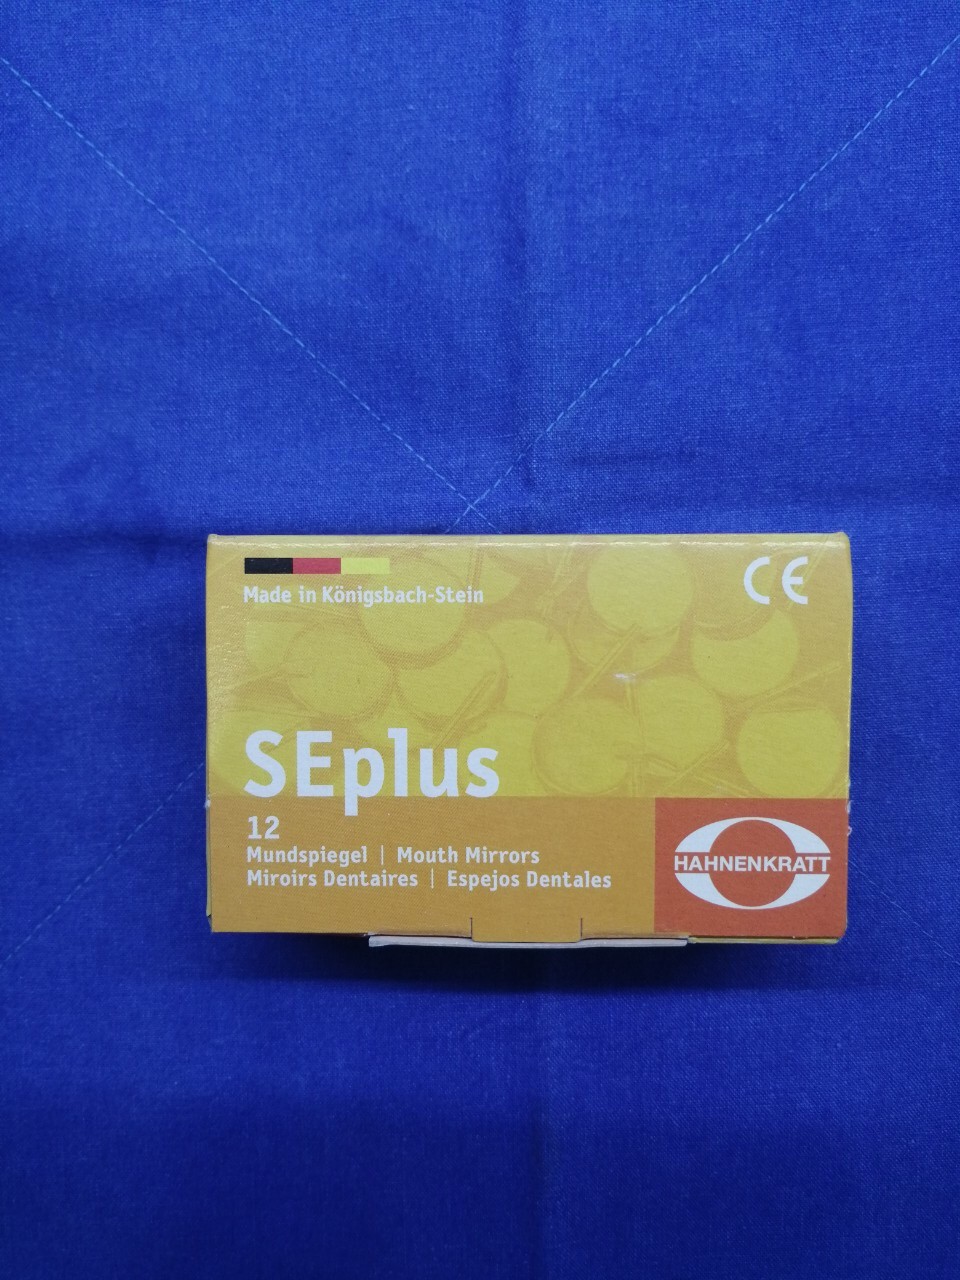 Made in Königsbach-Stein
CE
SEplus
12
Mundspiegel | Mouth Mirrors
Miroirs Dentaires | Espejos Dentales
HAHNENKRATT